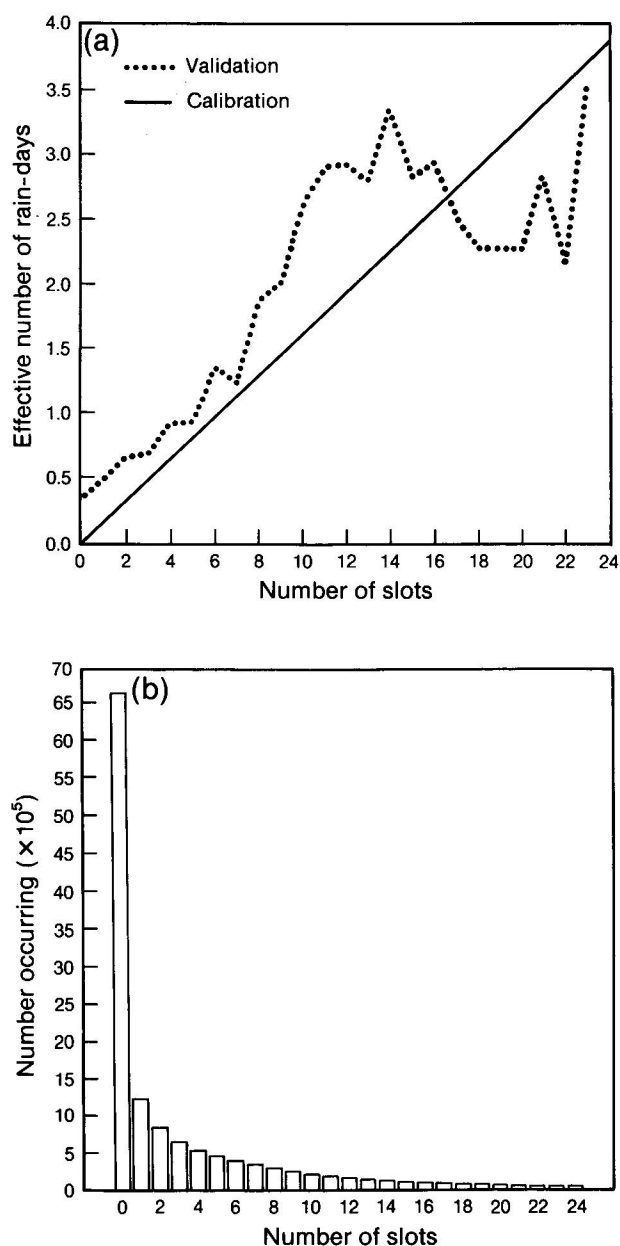 (a)
Validation
Calibration
Effective number of rain-days
4.0
3.5
3.0
2.5
2.0
1.5
1.0
0.5
0.0
0 2 4 6 8 10 12 14 16 18 20 22 24
Number of slots
(b)
Number occurring (×10⁵)
70
65
60
55
50
45
40
35
30
25
20
15
10
5
0
0 2 4 6 8 10 12 14 16 18 20 22 24
Number of slots